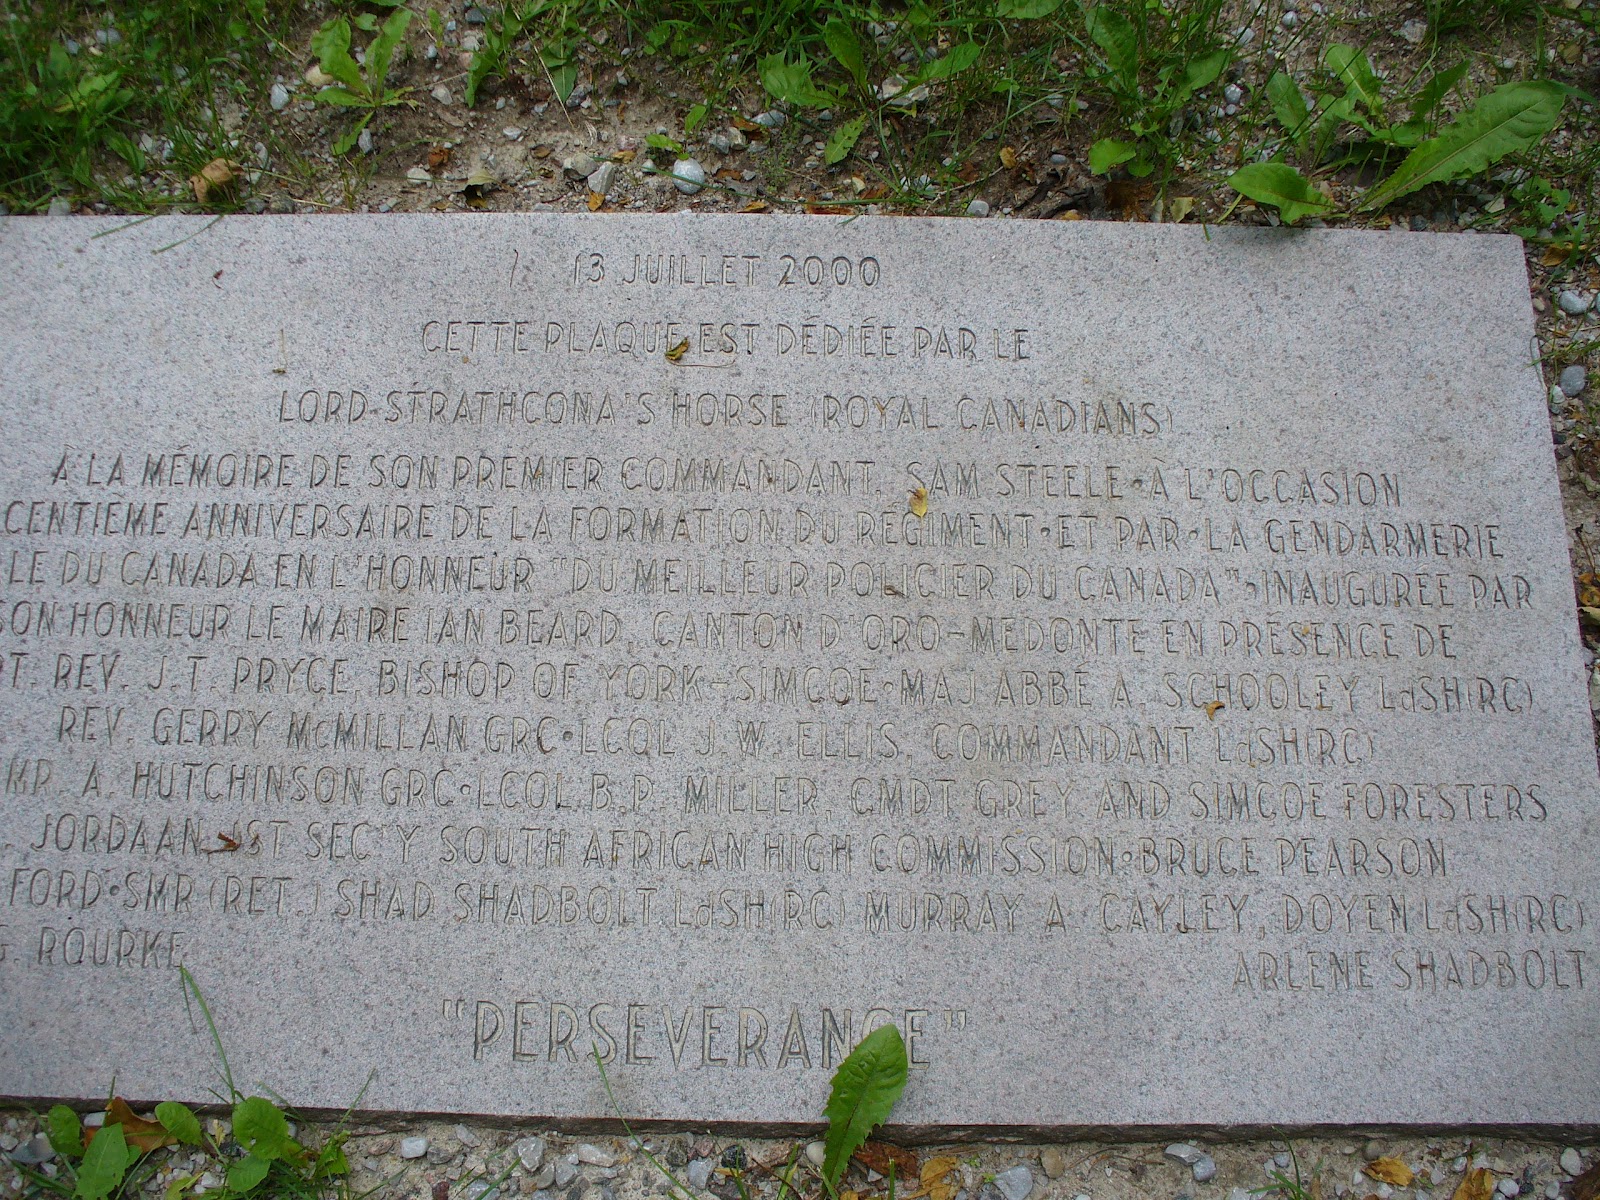 13 JUILLET 2000
CETTE PLAQUE EST DÉDIÉE PAR LE
LORD STRATHCONA'S HORSE (ROYAL CANADIANS)
À LA MÉMOIRE DE SON PREMIER COMMANDANT, SAM STEELE • À L'OCCASION
CENTIÈME ANNIVERSAIRE DE LA FORMATION DU RÉGIMENT • ET PAR • LA GENDARMERIE
LE DU CANADA EN L'HONNEUR "DU MEILLEUR POLICIER DU CANADA" • INAUGUREE PAR
SON HONNEUR LE MAIRE IAN BEARD, CANTON D'ORO-MEDONTE EN PRÉSENCE DE
RT. REV. J.T. PRYCE, BISHOP OF YORK-SIMCOE • MAJ ABBÉ A. SCHOOLEY LdSH(RC)
REV. GERRY McMILLAN GRC • LCOL J.W. ELLIS, COMMANDANT LdSH(RC)
MR. A. HUTCHINSON GRC • LCOL B.P. MILLER, CMDT GREY AND SIMCOE FORESTERS
. JORDAAN, 1ST SEC'Y SOUTH AFRICAN HIGH COMMISSION • BRUCE PEARSON
FORD • SMR (RET.) SHAD SHADBOLT LdSH(RC) MURRAY A. CAYLEY, DOYEN LdSH(RC)
G. ROURKE ARLENE SHADBOLT
"PERSEVERANCE"